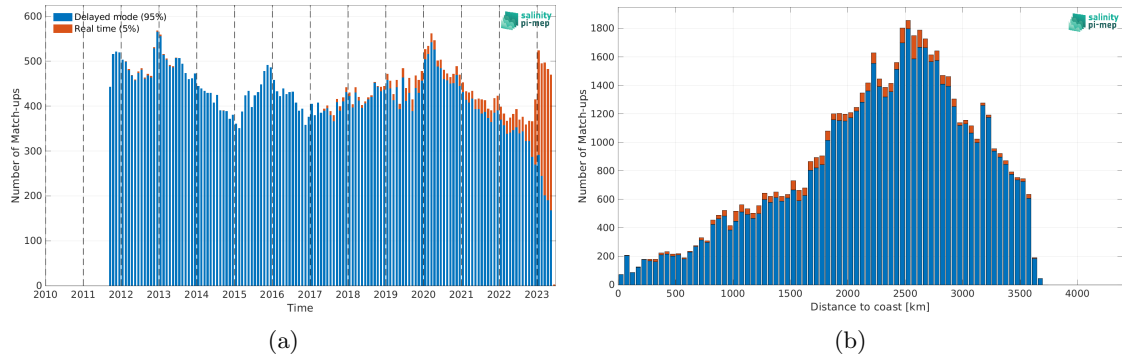 Delayed mode (95%)
Real time (5%)
salinity
pi-mep
Number of Match-ups
600
500
400
300
200
100
0
2010 2011 2012 2013 2014 2015 2016 2017 2018 2019 2020 2021 2022 2023
Time
(a)
salinity
pi-mep
Number of Match-ups
1800
1600
1400
1200
1000
800
600
400
200
0
0 500 1000 1500 2000 2500 3000 3500 4000
Distance to coast [km]
(b)